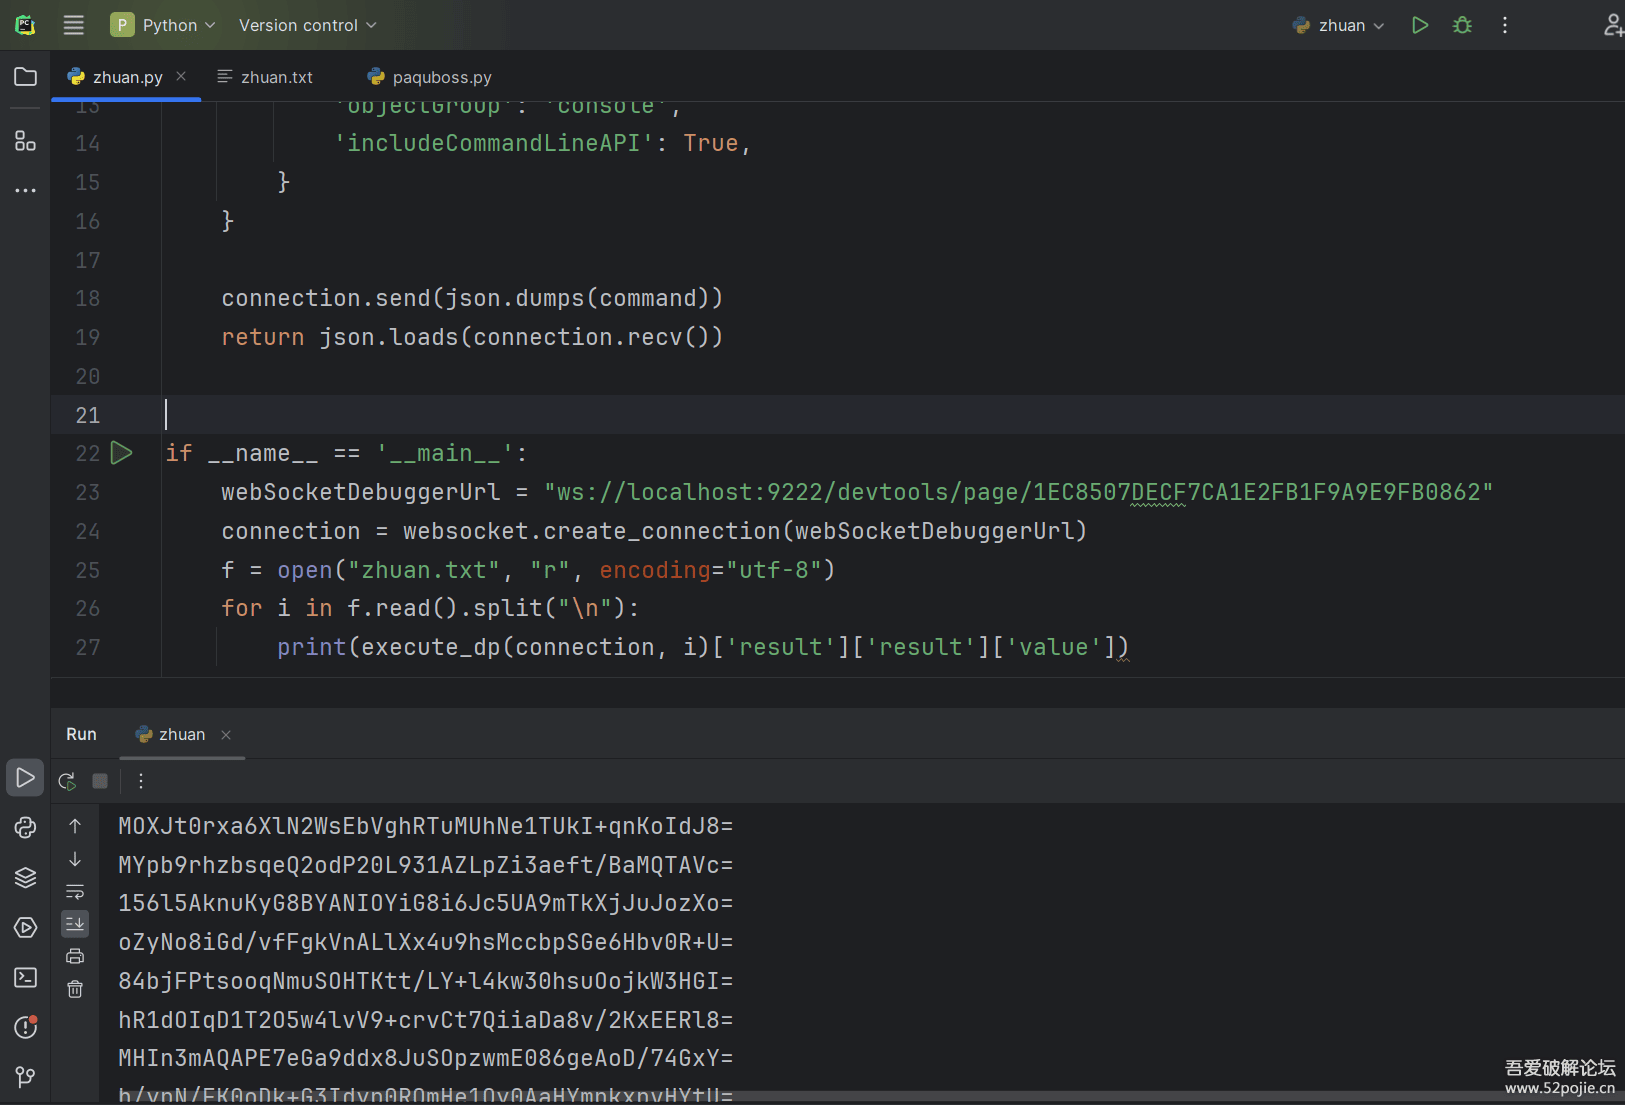 P Python Version control zhuan
zhuan.py zhuan.txt paquboss.py
13 'objectGroup': 'console',
14 'includeCommandLineAPI': True,
15 }
16 }
17
18 connection.send(json.dumps(command))
19 return json.loads(connection.recv())
20
21
22 if __name__ == '__main__':
23 webSocketDebuggerUrl = "ws://localhost:9222/devtools/page/1EC8507DECF7CA1E2FB1F9A9E9FB0862"
24 connection = websocket.create_connection(webSocketDebuggerUrl)
25 f = open("zhuan.txt", "r", encoding="utf-8")
26 for i in f.read().split("\n"):
27 print(execute_dp(connection, i)['result']['result']['value'])
Run zhuan
MOXJt0rxa6XlN2WsEbVghRTuMUhNe1TUkI+qnKoIdJ8=
MYpb9rhzbsqeQ2odP20L931AZLpZi3aeft/BaMQTAVc=
156l5AknuKyG8BYANIOYiG8i6Jc5UA9mTkXjJuJozXo=
oZyNo8iGd/vfFgkVnALlXx4u9hsMccbpSGe6Hbv0R+U=
84bjFPtsooqNmuSOHTKtt/LY+l4kw30hsuOojkW3HGI=
hR1dOIqD1T2O5w4lvV9+crvCt7QiiaDa8v/2KxEERl8=
MHIn3mAQAPE7eGa9ddx8JuSOpzwmE086geAoD/74GxY=
吾爱破解论坛
www.52pojie.cn